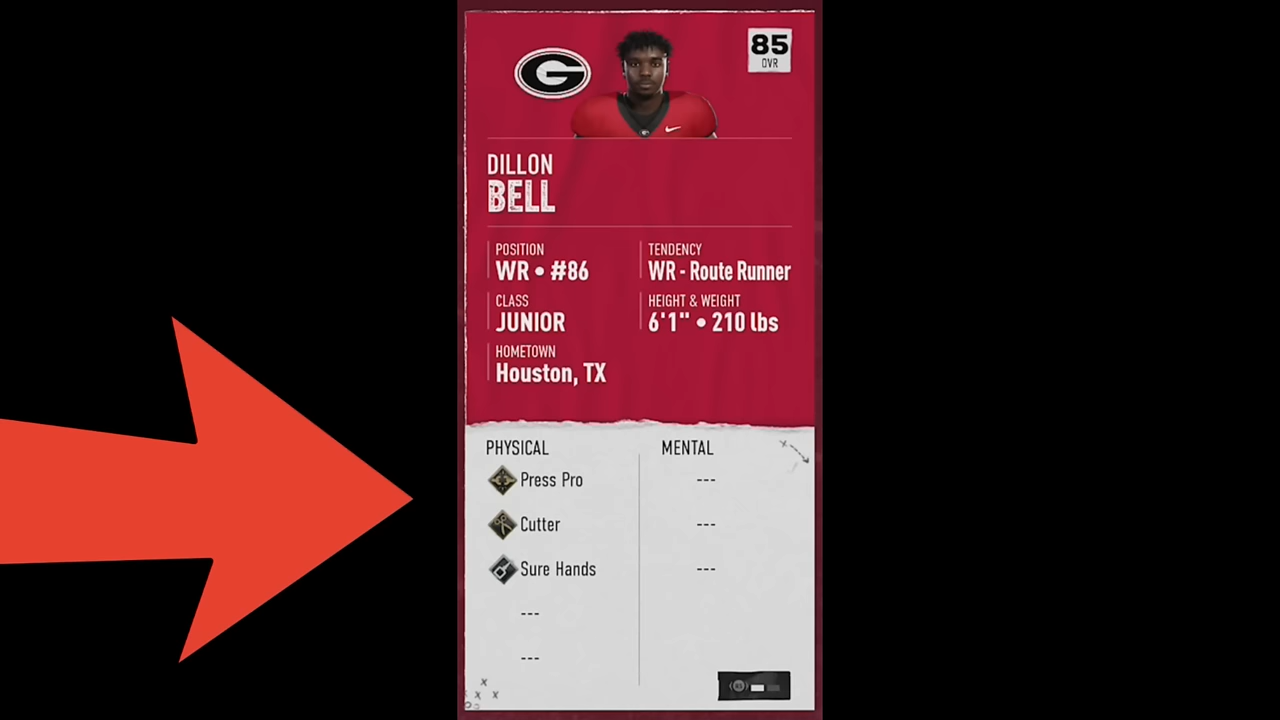 G
85
OVR
DILLON
BELL
POSITION
WR • #86
TENDENCY
WR - Route Runner
CLASS
JUNIOR
HEIGHT & WEIGHT
6'1" • 210 lbs
HOMETOWN
Houston, TX
PHYSICAL
MENTAL
Press Pro
---
Cutter
---
Sure Hands
---
---
---